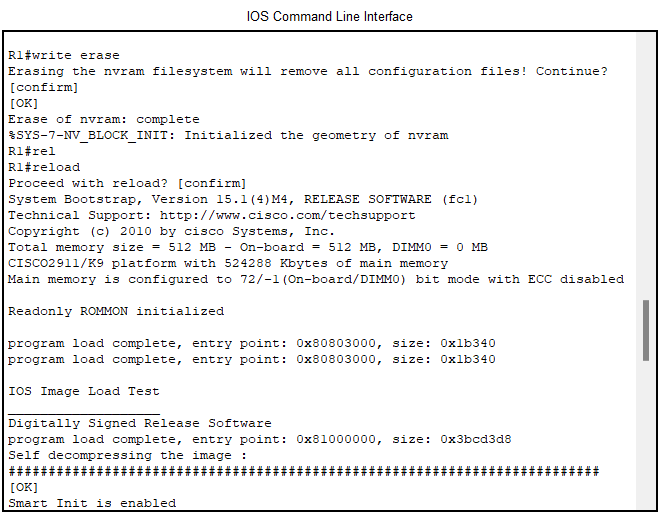 IOS Command Line Interface
R1#write erase
Erasing the nvram filesystem will remove all configuration files! Continue?
[confirm]
[OK]
Erase of nvram: complete
%SYS-7-NV_BLOCK_INIT: Initialized the geometry of nvram
R1#rel
R1#reload
Proceed with reload? [confirm]
System Bootstrap, Version 15.1(4)M4, RELEASE SOFTWARE (fc1)
Technical Support: http://www.cisco.com/techsupport
Copyright (c) 2010 by cisco Systems, Inc.
Total memory size = 512 MB - On-board = 512 MB, DIMM0 = 0 MB
CISCO2911/K9 platform with 524288 Kbytes of main memory
Main memory is configured to 72/-1(On-board/DIMM0) bit mode with ECC disabled
Readonly ROMMON initialized
program load complete, entry point: 0x80803000, size: 0x1b340
program load complete, entry point: 0x80803000, size: 0x1b340
IOS Image Load Test
___________________
Digitally Signed Release Software
program load complete, entry point: 0x81000000, size: 0x3bcd3d8
Self decompressing the image :
##########################################################################
[OK]
Smart Init is enabled